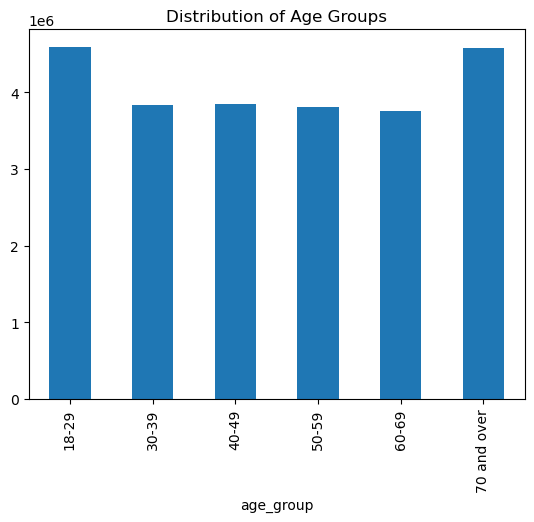 Distribution of Age Groups
1e6
4
3
2
1
0
18-29
30-39
40-49
50-59
60-69
70 and over
age_group